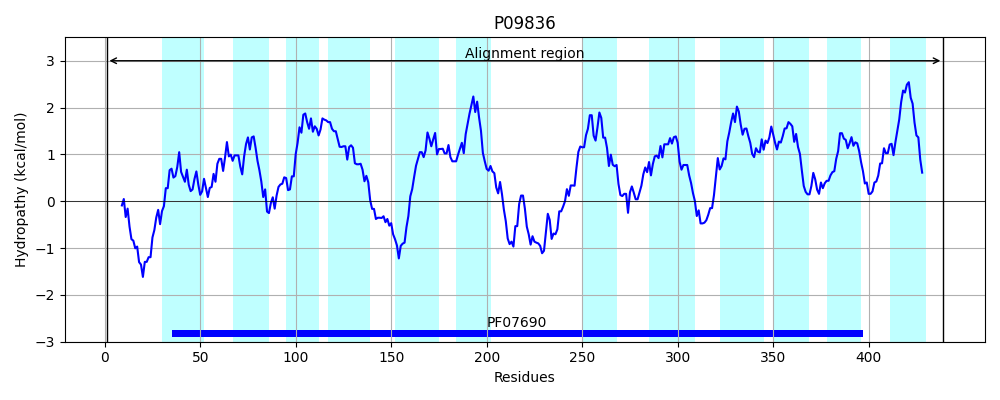 P09836
Alignment region
Hydropathy (kcal/mol)
3
2
1
0
−1
−2
−3
PF07690
0 50 100 150 200 250 300 350 400
Residues